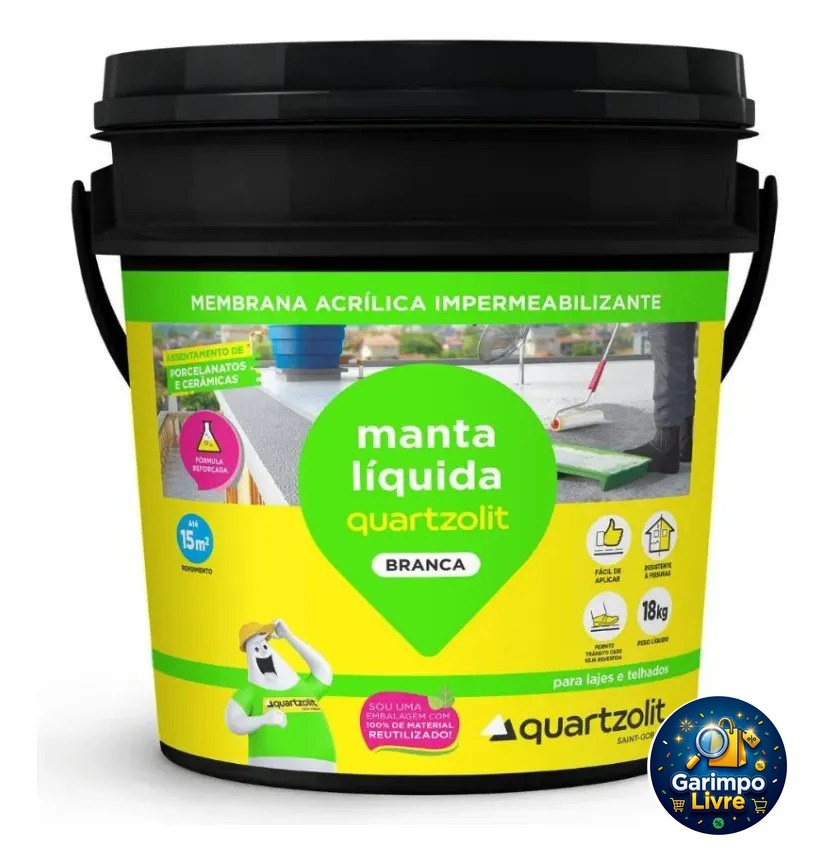 MEMBRANA ACRÍLICA IMPERMEABILIZANTE
ASSENTAMENTO DE
PORCELANATOS
E CERÂMICAS
FÓRMULA
REFORÇADA
manta
líquida
quartzolit
BRANCA
Até
15m²
RENDIMENTO
FÁCIL DE
APLICAR
RESISTENTE
À FISSURAS
PERMITE
TRÂNSITO CASO
SEJA REVESTIDA
18kg
PESO LÍQUIDO
para lajes e telhados
quartzolit
SOU UMA
EMBALAGEM COM
100% DE MATERIAL
REUTILIZADO!
quartzolit
SAINT-GOB
Garimpo
Livre